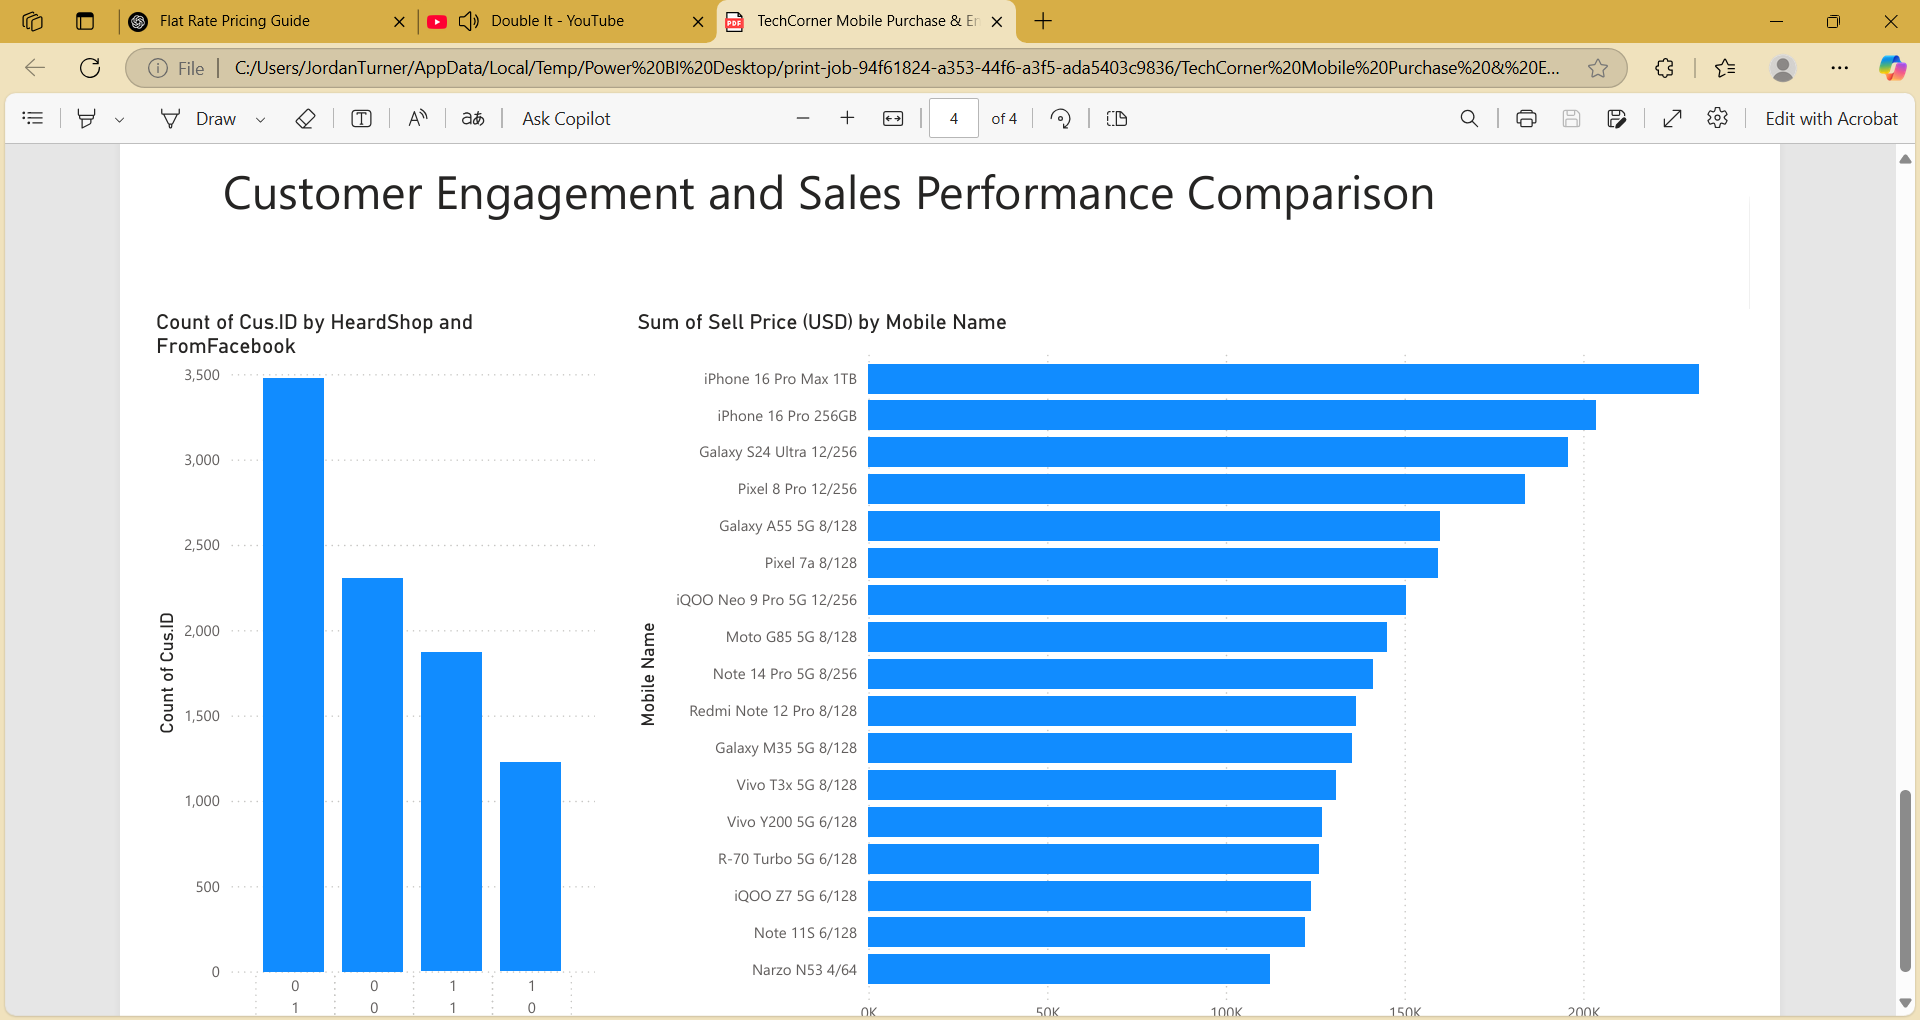 Flat Rate Pricing Guide
Double It - YouTube
TechCorner Mobile Purchase & En
File
C:/Users/JordanTurner/AppData/Local/Temp/Power%20BI%20Desktop/print-job-94f61824-a353-44f6-a3f5-ada5403c9836/TechCorner%20Mobile%20Purchase%20&%20E...
Draw
Ask Copilot
4
of 4
Edit with Acrobat
Customer Engagement and Sales Performance Comparison
Count of Cus.ID by HeardShop and
FromFacebook
3,500
3,000
2,500
2,000
1,500
1,000
500
0
Count of Cus.ID
0 0 1 1
1 0 1 0
Sum of Sell Price (USD) by Mobile Name
Mobile Name
iPhone 16 Pro Max 1TB
iPhone 16 Pro 256GB
Galaxy S24 Ultra 12/256
Pixel 8 Pro 12/256
Galaxy A55 5G 8/128
Pixel 7a 8/128
iQOO Neo 9 Pro 5G 12/256
Moto G85 5G 8/128
Note 14 Pro 5G 8/256
Redmi Note 12 Pro 8/128
Galaxy M35 5G 8/128
Vivo T3x 5G 8/128
Vivo Y200 5G 6/128
R-70 Turbo 5G 6/128
iQOO Z7 5G 6/128
Note 11S 6/128
Narzo N53 4/64
0K 50K 100K 150K 200K